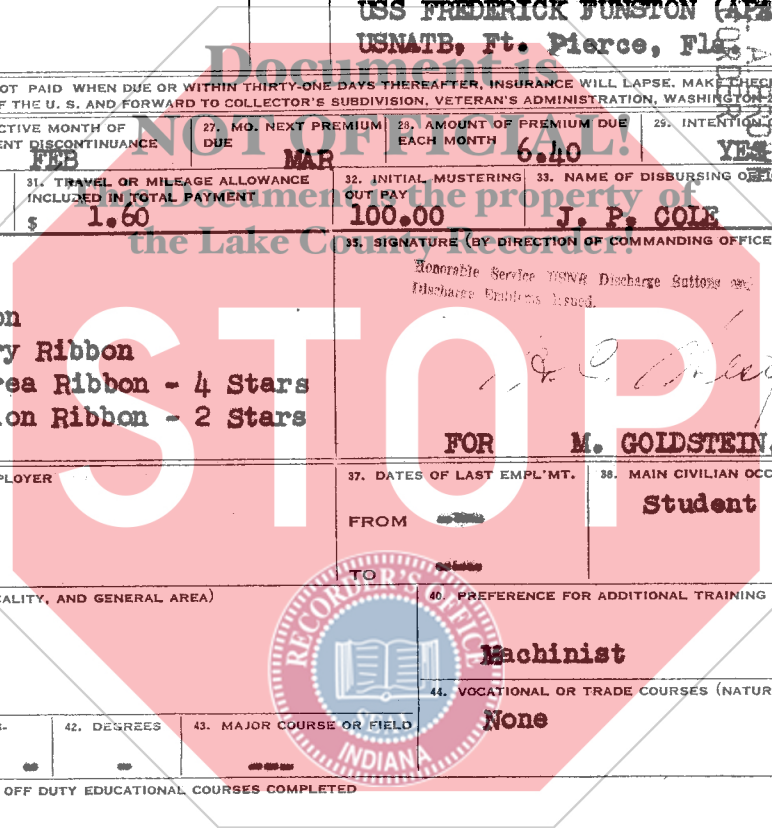 USS FREDERICK FUNSTON (APA
USNATB, Ft. Pierce, Fla.
Document is
NOT OFFICIAL!
This Document is the property of
the Lake County Recorder!
STOP
OT PAID WHEN DUE OR WITHIN THIRTY-ONE DAYS THEREAFTER, INSURANCE WILL LAPSE. MAKE CHECK
F THE U. S. AND FORWARD TO COLLECTOR'S SUBDIVISION, VETERAN'S ADMINISTRATION, WASHINGTON 2
CTIVE MONTH OF
ENT DISCONTINUANCE
FEB
27. MO. NEXT PREMIUM
DUE
MAR
28. AMOUNT OF PREMIUM DUE
EACH MONTH
6.40
29. INTENTION
YES
31. TRAVEL OR MILEAGE ALLOWANCE
INCLUDED IN TOTAL PAYMENT
$ 1.60
32. INITIAL MUSTERING
OUT PAY
100.00
33. NAME OF DISBURSING
J. P. COLE
35. SIGNATURE (BY DIRECTION OF COMMANDING OFFICE
Honorable Service USNR Discharge Buttons and
Discharge Emblems Issued.
on
ry Ribbon
rea Ribbon - 4 Stars
ion Ribbon - 2 Stars
FOR M. GOLDSTEIN,
PLOYER
37. DATES OF LAST EMPL'MT.
FROM ---
TO ---
38. MAIN CIVILIAN OCC
Student
ALITY, AND GENERAL AREA)
40. PREFERENCE FOR ADDITIONAL TRAINING
Machinist
44. VOCATIONAL OR TRADE COURSES (NATUR
None
42. DEGREES
-
43. MAJOR COURSE OR FIELD
---
OFF DUTY EDUCATIONAL COURSES COMPLETED
RECORDER'S OFFICE
INDIANA